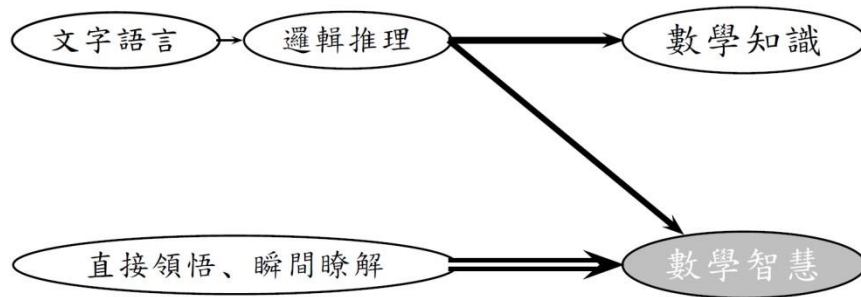 文字語言
邏輯推理
數學知識
直接領悟、瞬間瞭解
數學智慧